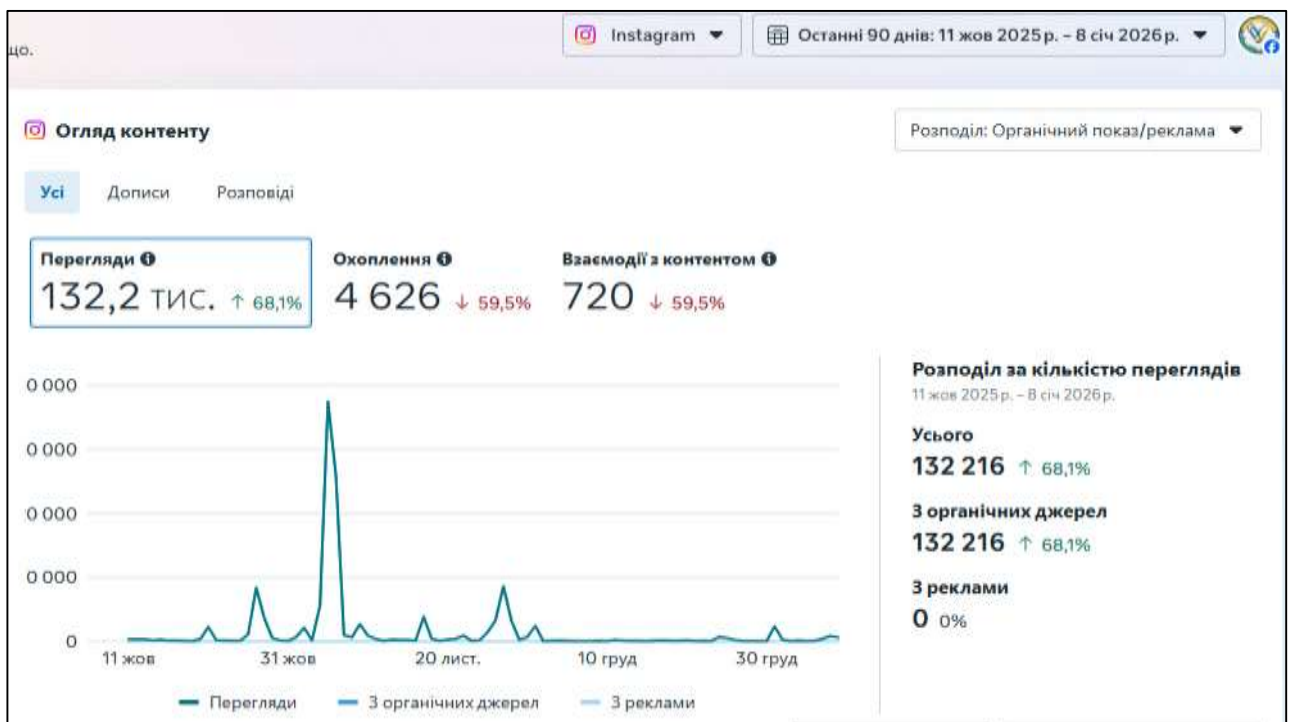 Instagram
Останні 90 днів: 11 жов 2025 р. – 8 січ 2026 р.
що.
Огляд контенту
Розподіл: Органічний показ/реклама
Усі Дописи Розповіді
Перегляди Охоплення Взаємодії з контентом
132,2 тис. ↑ 68,1% 4 626 ↓ 59,5% 720 ↓ 59,5%
Розподіл за кількістю переглядів
11 жов 2025 р. – 8 січ 2026 р.
Усього
132 216 ↑ 68,1%
З органічних джерел
132 216 ↑ 68,1%
З реклами
0 0%
0 000
0 000
0 000
0 000
0
11 жов 31 жов 20 лист. 10 груд 30 груд
Перегляди З органічних джерел З реклами